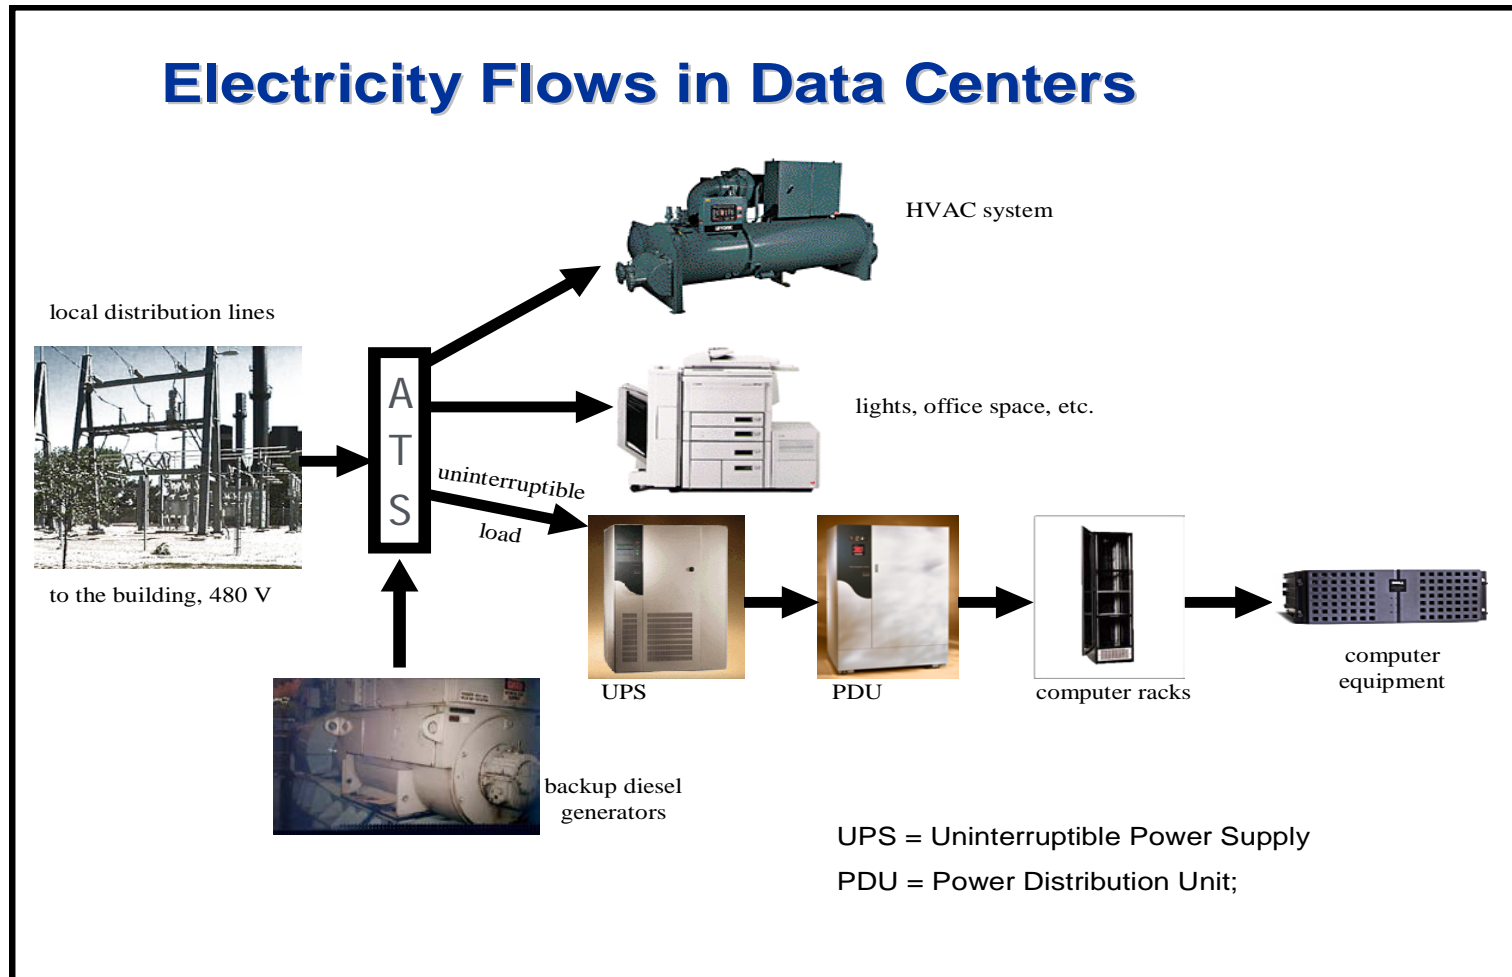 Electricity Flows in Data Centers
HVAC system
local distribution lines
A
T
S
lights, office space, etc.
uninterruptible
load
to the building, 480 V
UPS
PDU
computer racks
computer
equipment
backup diesel
generators
UPS = Uninterruptible Power Supply
PDU = Power Distribution Unit;